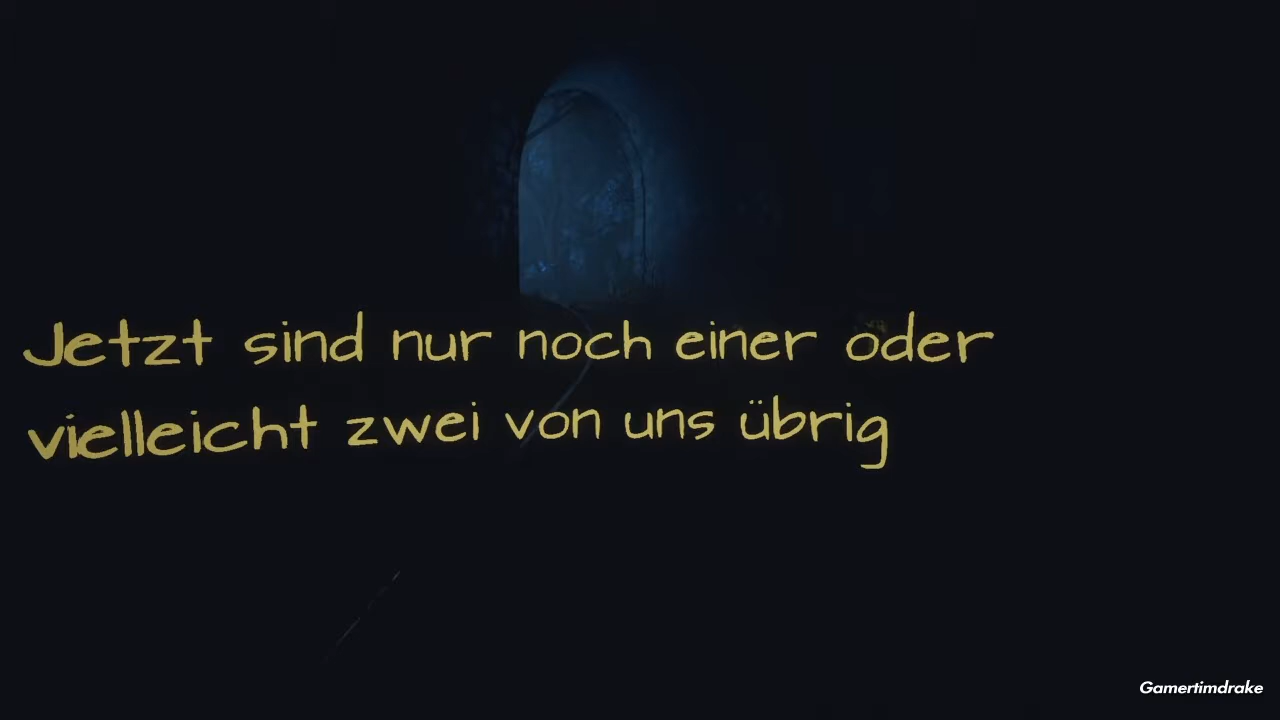 Jetzt sind nur noch einer oder
vielleicht zwei von uns übrig
Gamertimdrake